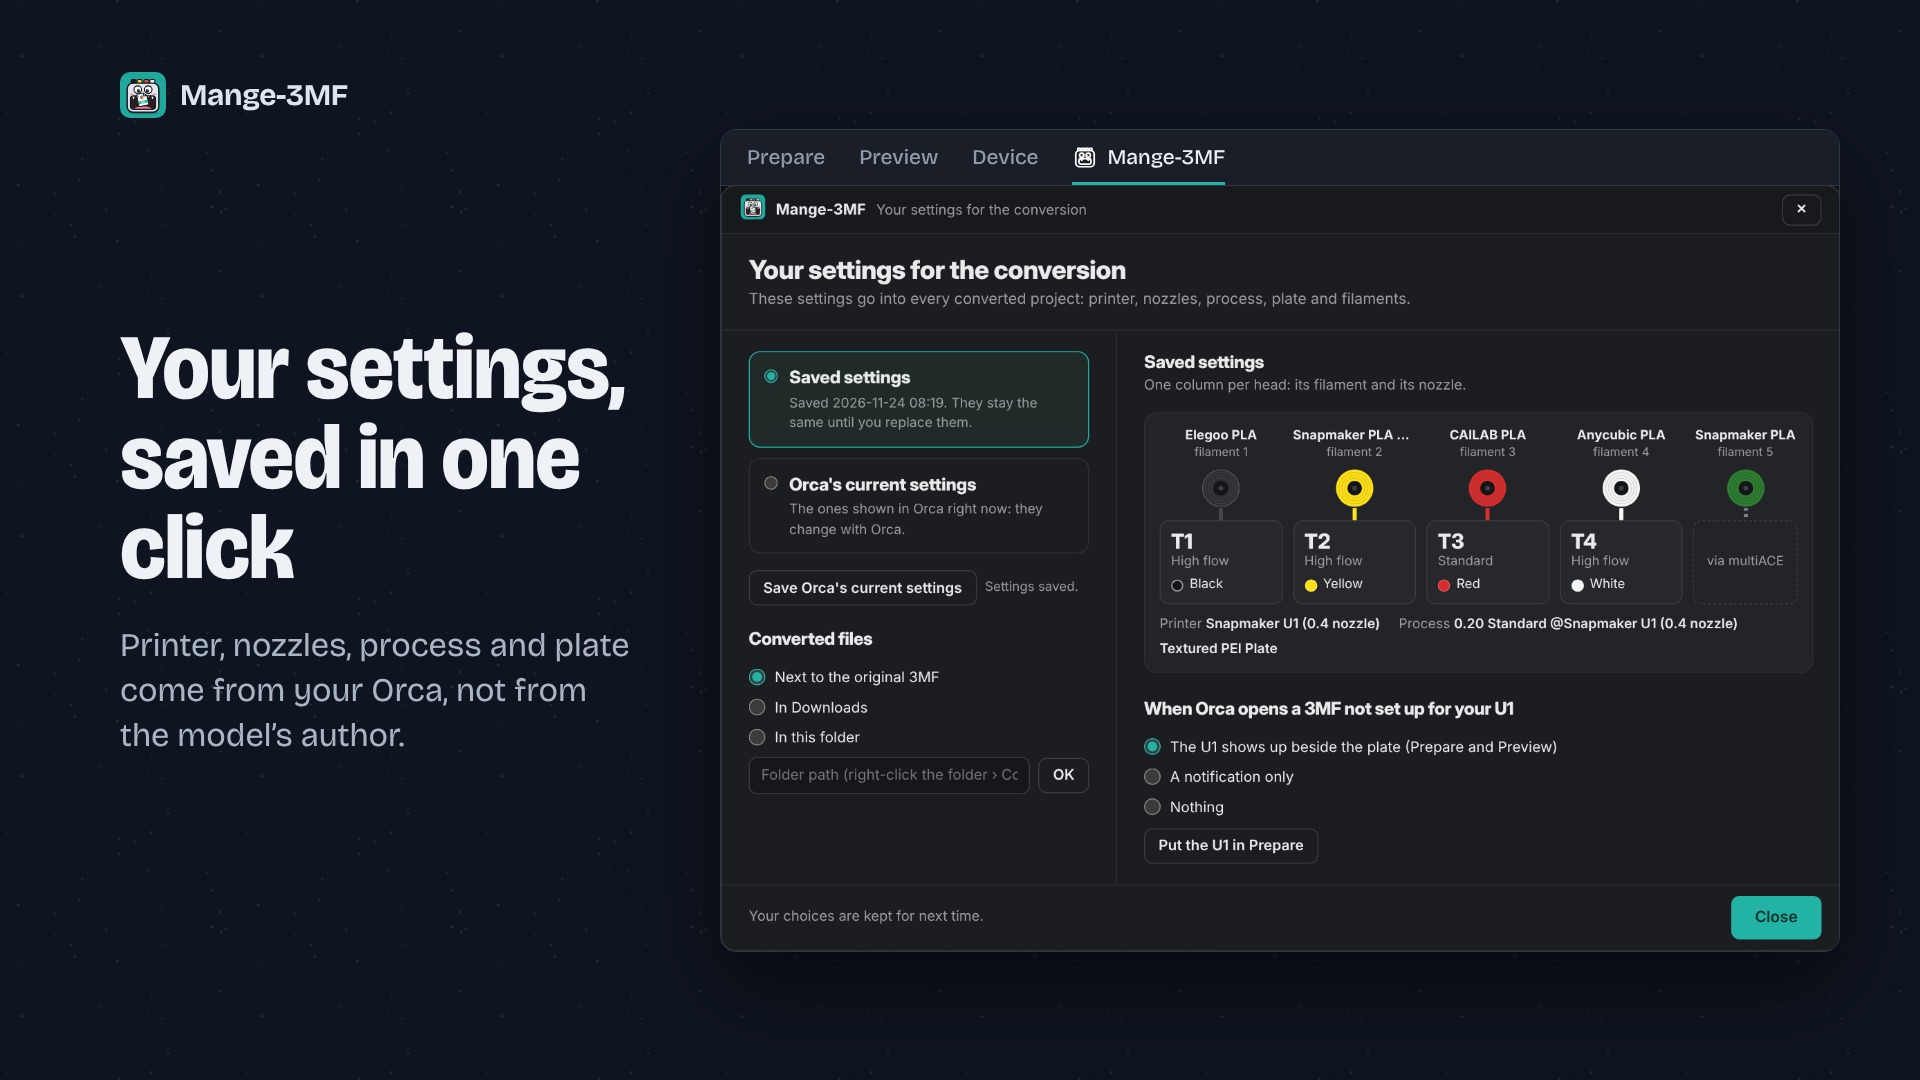 Mange-3MF
Your settings,
saved in one
click
Printer, nozzles, process and plate
come from your Orca, not from
the model’s author.
Prepare Preview Device Mange-3MF
Mange-3MF Your settings for the conversion ×
Your settings for the conversion
These settings go into every converted project: printer, nozzles, process, plate and filaments.
Saved settings
Saved 2026-11-24 08:19. They stay the
same until you replace them.
Orca's current settings
The ones shown in Orca right now: they
change with Orca.
Save Orca's current settings Settings saved.
Converted files
Next to the original 3MF
In Downloads
In this folder
Folder path (right-click the folder › Cc OK
Saved settings
One column per head: its filament and its nozzle.
Elegoo PLA Snapmaker PLA ... CAILAB PLA Anycubic PLA Snapmaker PLA
filament 1 filament 2 filament 3 filament 4 filament 5
T1 T2 T3 T4
High flow High flow Standard High flow via multiACE
Black Yellow Red White
Printer Snapmaker U1 (0.4 nozzle) Process 0.20 Standard @Snapmaker U1 (0.4 nozzle)
Textured PEI Plate
When Orca opens a 3MF not set up for your U1
The U1 shows up beside the plate (Prepare and Preview)
A notification only
Nothing
Put the U1 in Prepare
Your choices are kept for next time. Close